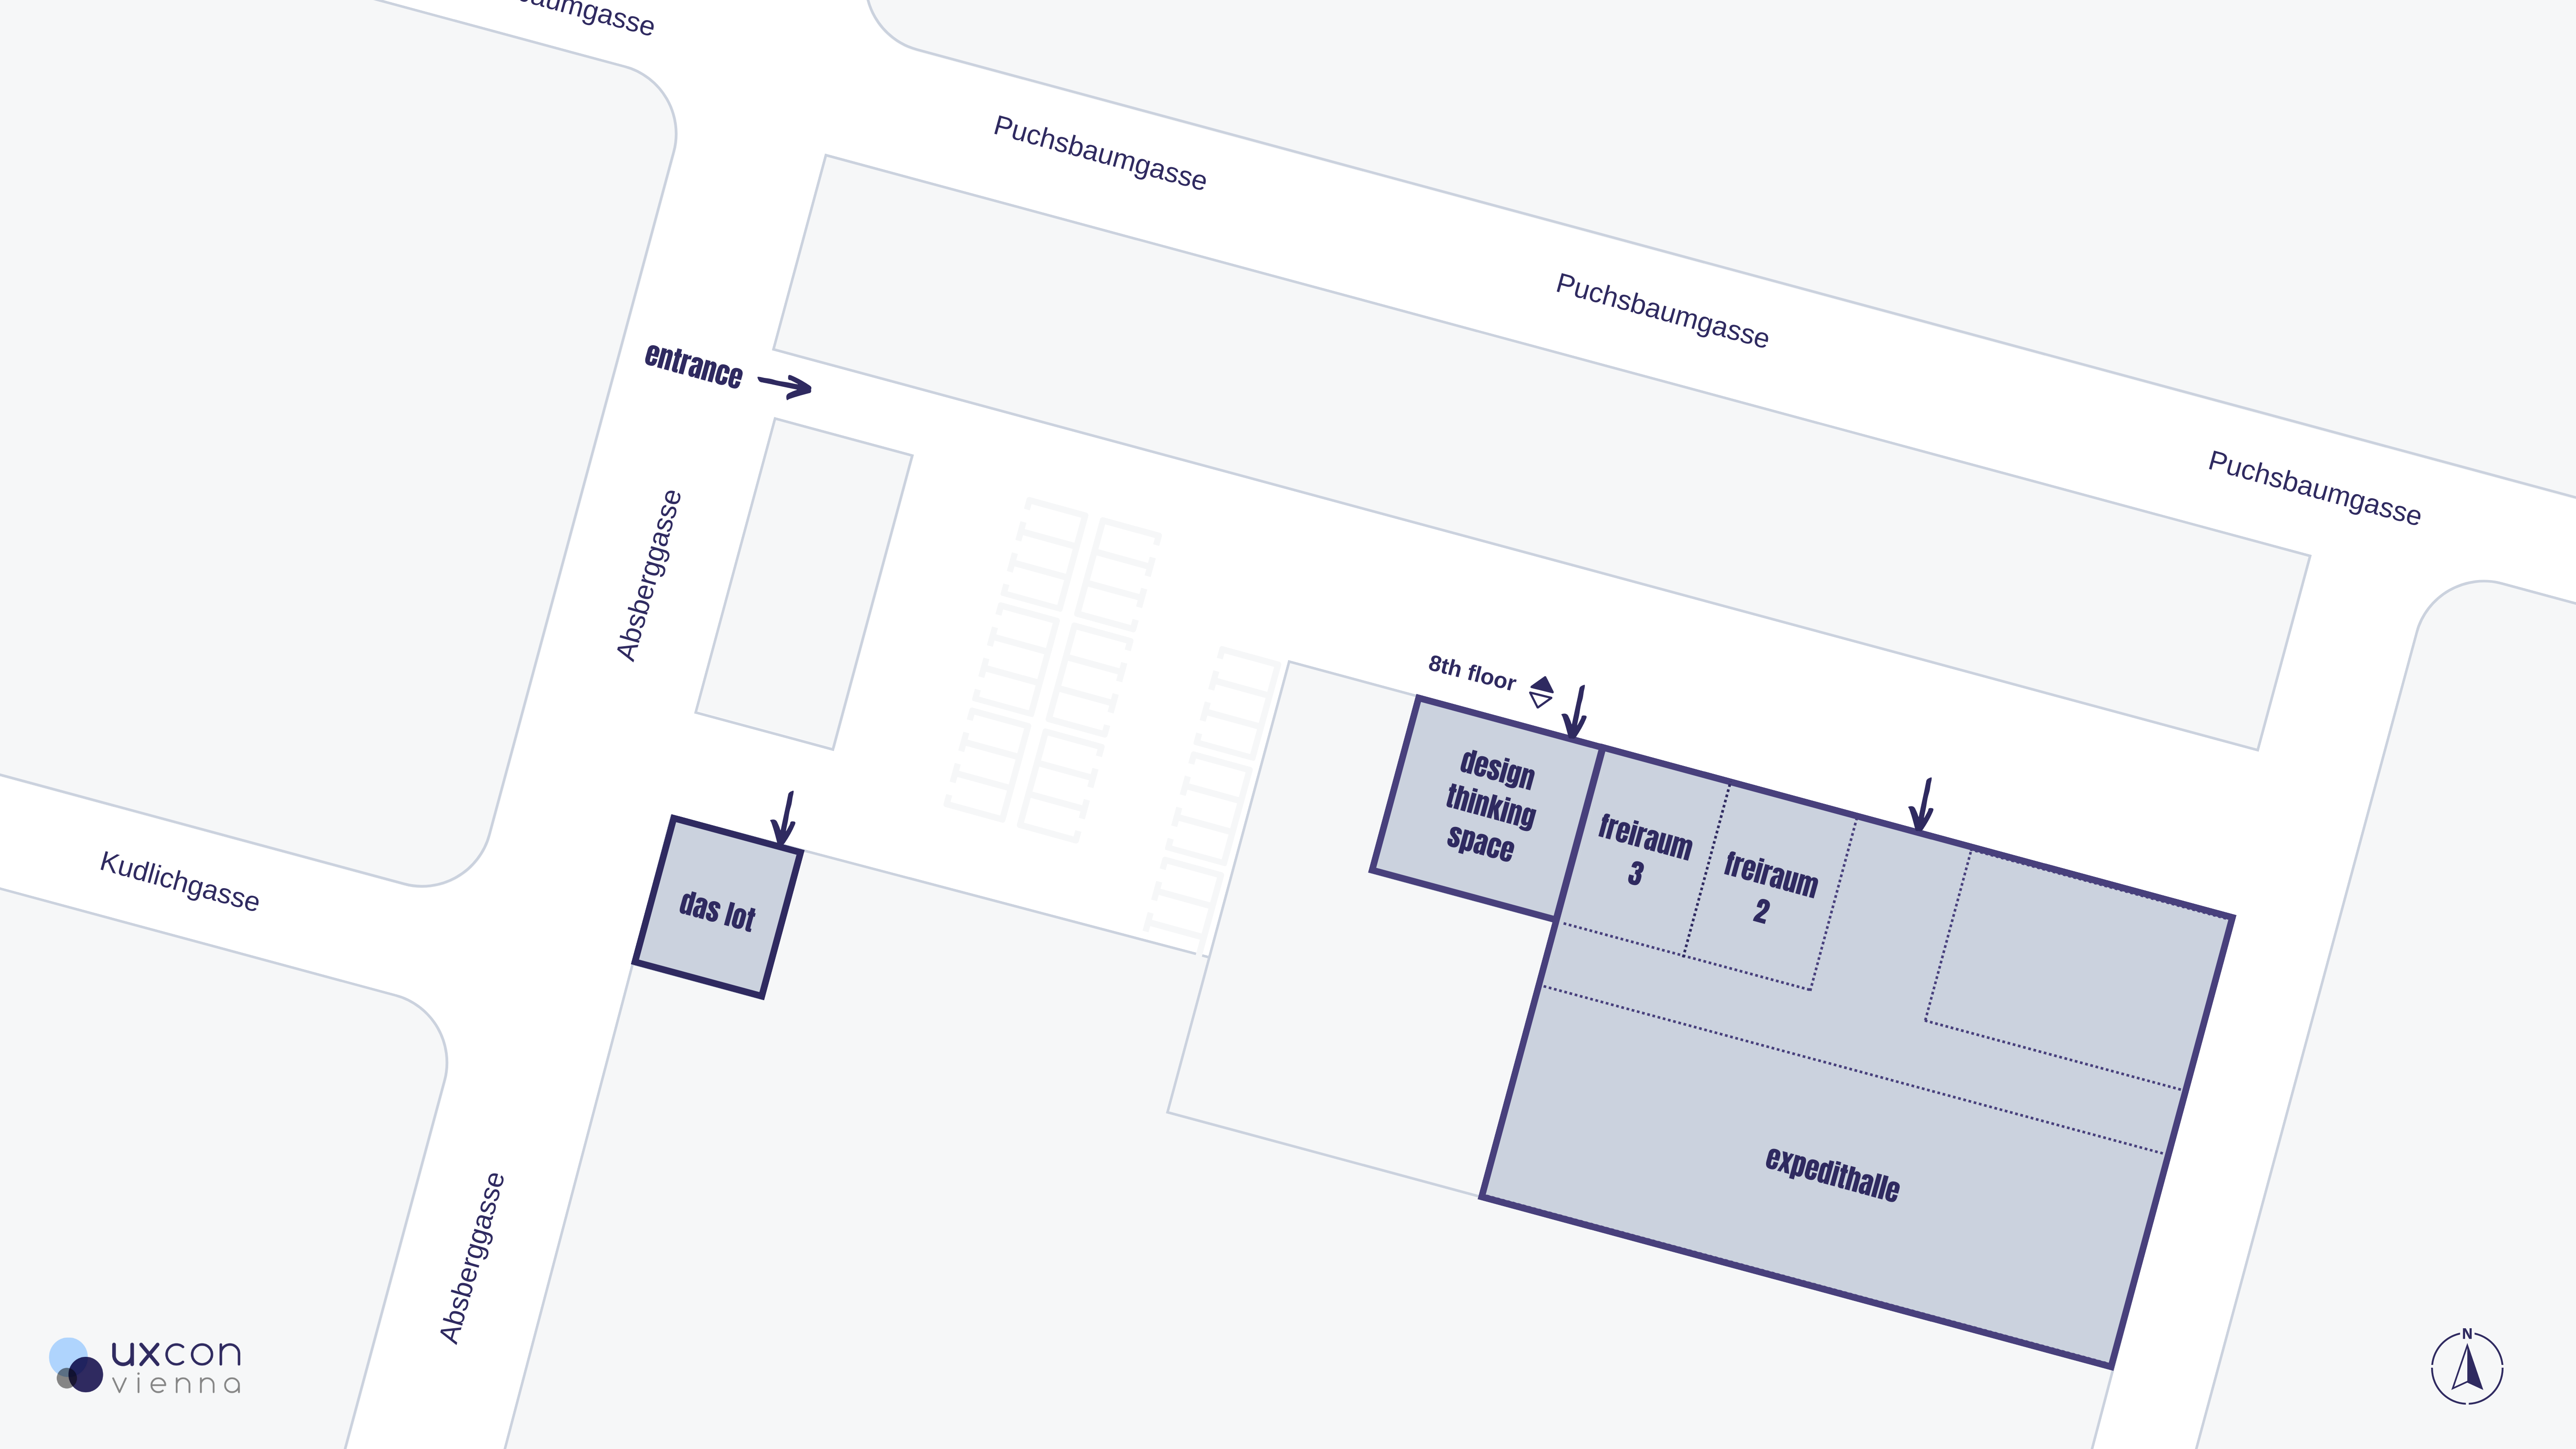 aumgasse
Puchsbaumgasse
Puchsbaumgasse
Puchsbaumgasse
entrance
Absberggasse
8th floor
design
thinking
space
freiraum
3
freiraum
2
das lot
Kudlichgasse
expedithalle
Absberggasse
uxcon
vienna
N